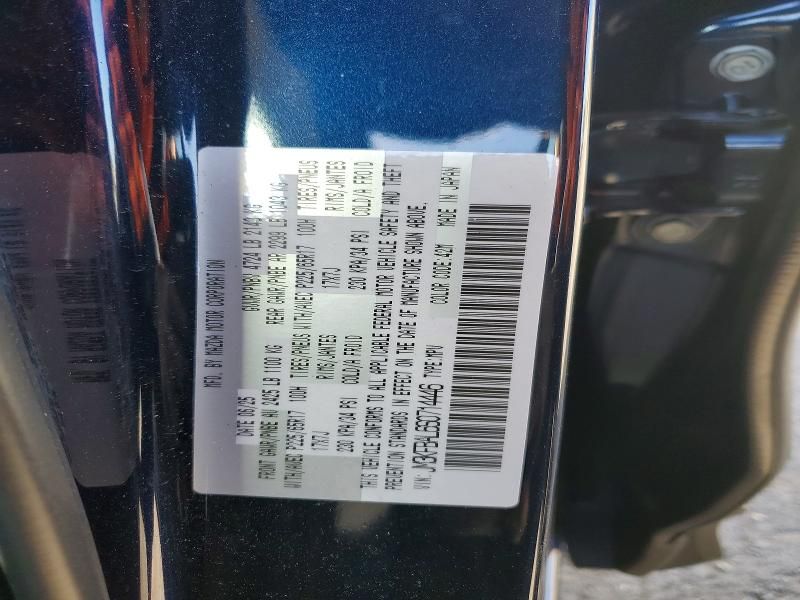 MFD. BY MAZDA MOTOR CORPORATION
DATE 06/25 GVWR/PNBV 4724 LB 2143 KG
FRONT GAWR/PNBE AV 2425 LB 1100 KG REAR GAWR/PNBE AR 2299 LB 1043 KG
WITH/AVEC P225/65R17 100H TIRES/PNEUS WITH/AVEC P225/65R17 100H TIRES/PNEUS
17X7J RIMS/JANTES 17X7J RIMS/JANTES
230 KPA/34 PSI COLD/A FROID 230 KPA/34 PSI COLD/A FROID
THIS VEHICLE CONFORMS TO ALL APPLICABLE FEDERAL MOTOR VEHICLE SAFETY AND THEFT
PREVENTION STANDARDS IN EFFECT ON THE DATE OF MANUFACTURE SHOWN ABOVE.
VIN: TYPE:MPV COLOR CODE:42M MADE IN JAPAN